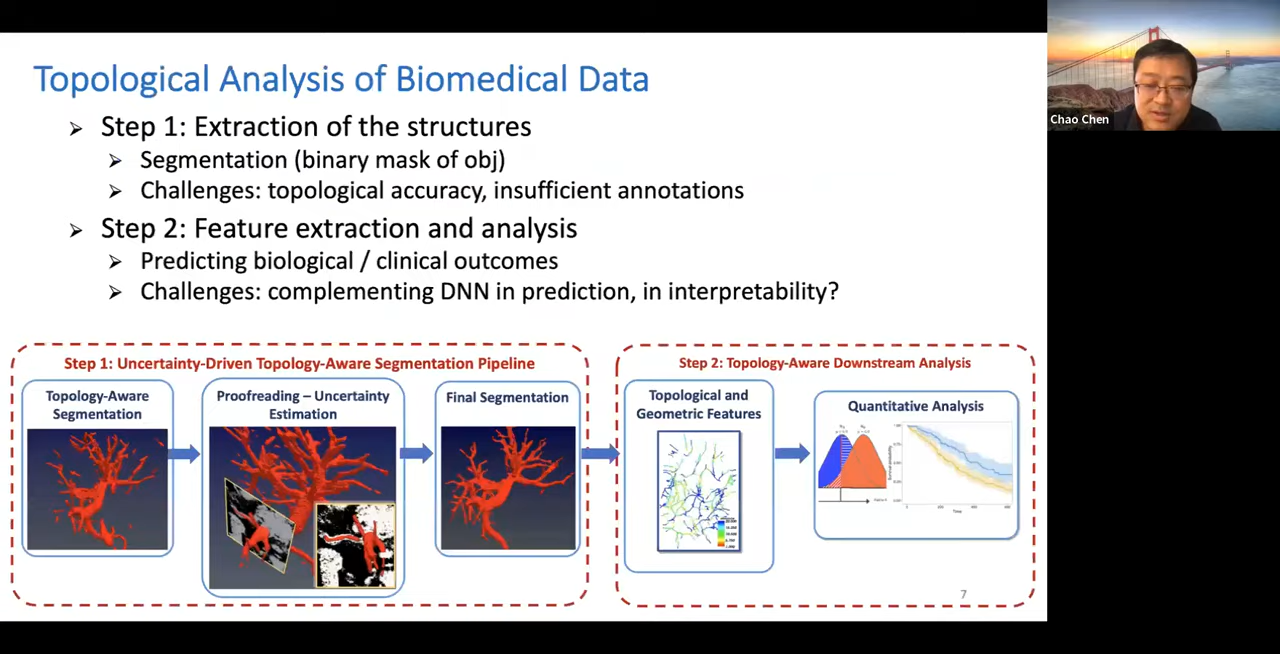 Topological Analysis of Biomedical Data
Step 1: Extraction of the structures
Segmentation (binary mask of obj)
Challenges: topological accuracy, insufficient annotations
Step 2: Feature extraction and analysis
Predicting biological / clinical outcomes
Challenges: complementing DNN in prediction, in interpretability?
Step 1: Uncertainty-Driven Topology-Aware Segmentation Pipeline
Topology-Aware
Segmentation
Proofreading – Uncertainty
Estimation
Final Segmentation
Step 2: Topology-Aware Downstream Analysis
Topological and
Geometric Features
Quantitative Analysis
Survival probability
Time
7
Chao Chen